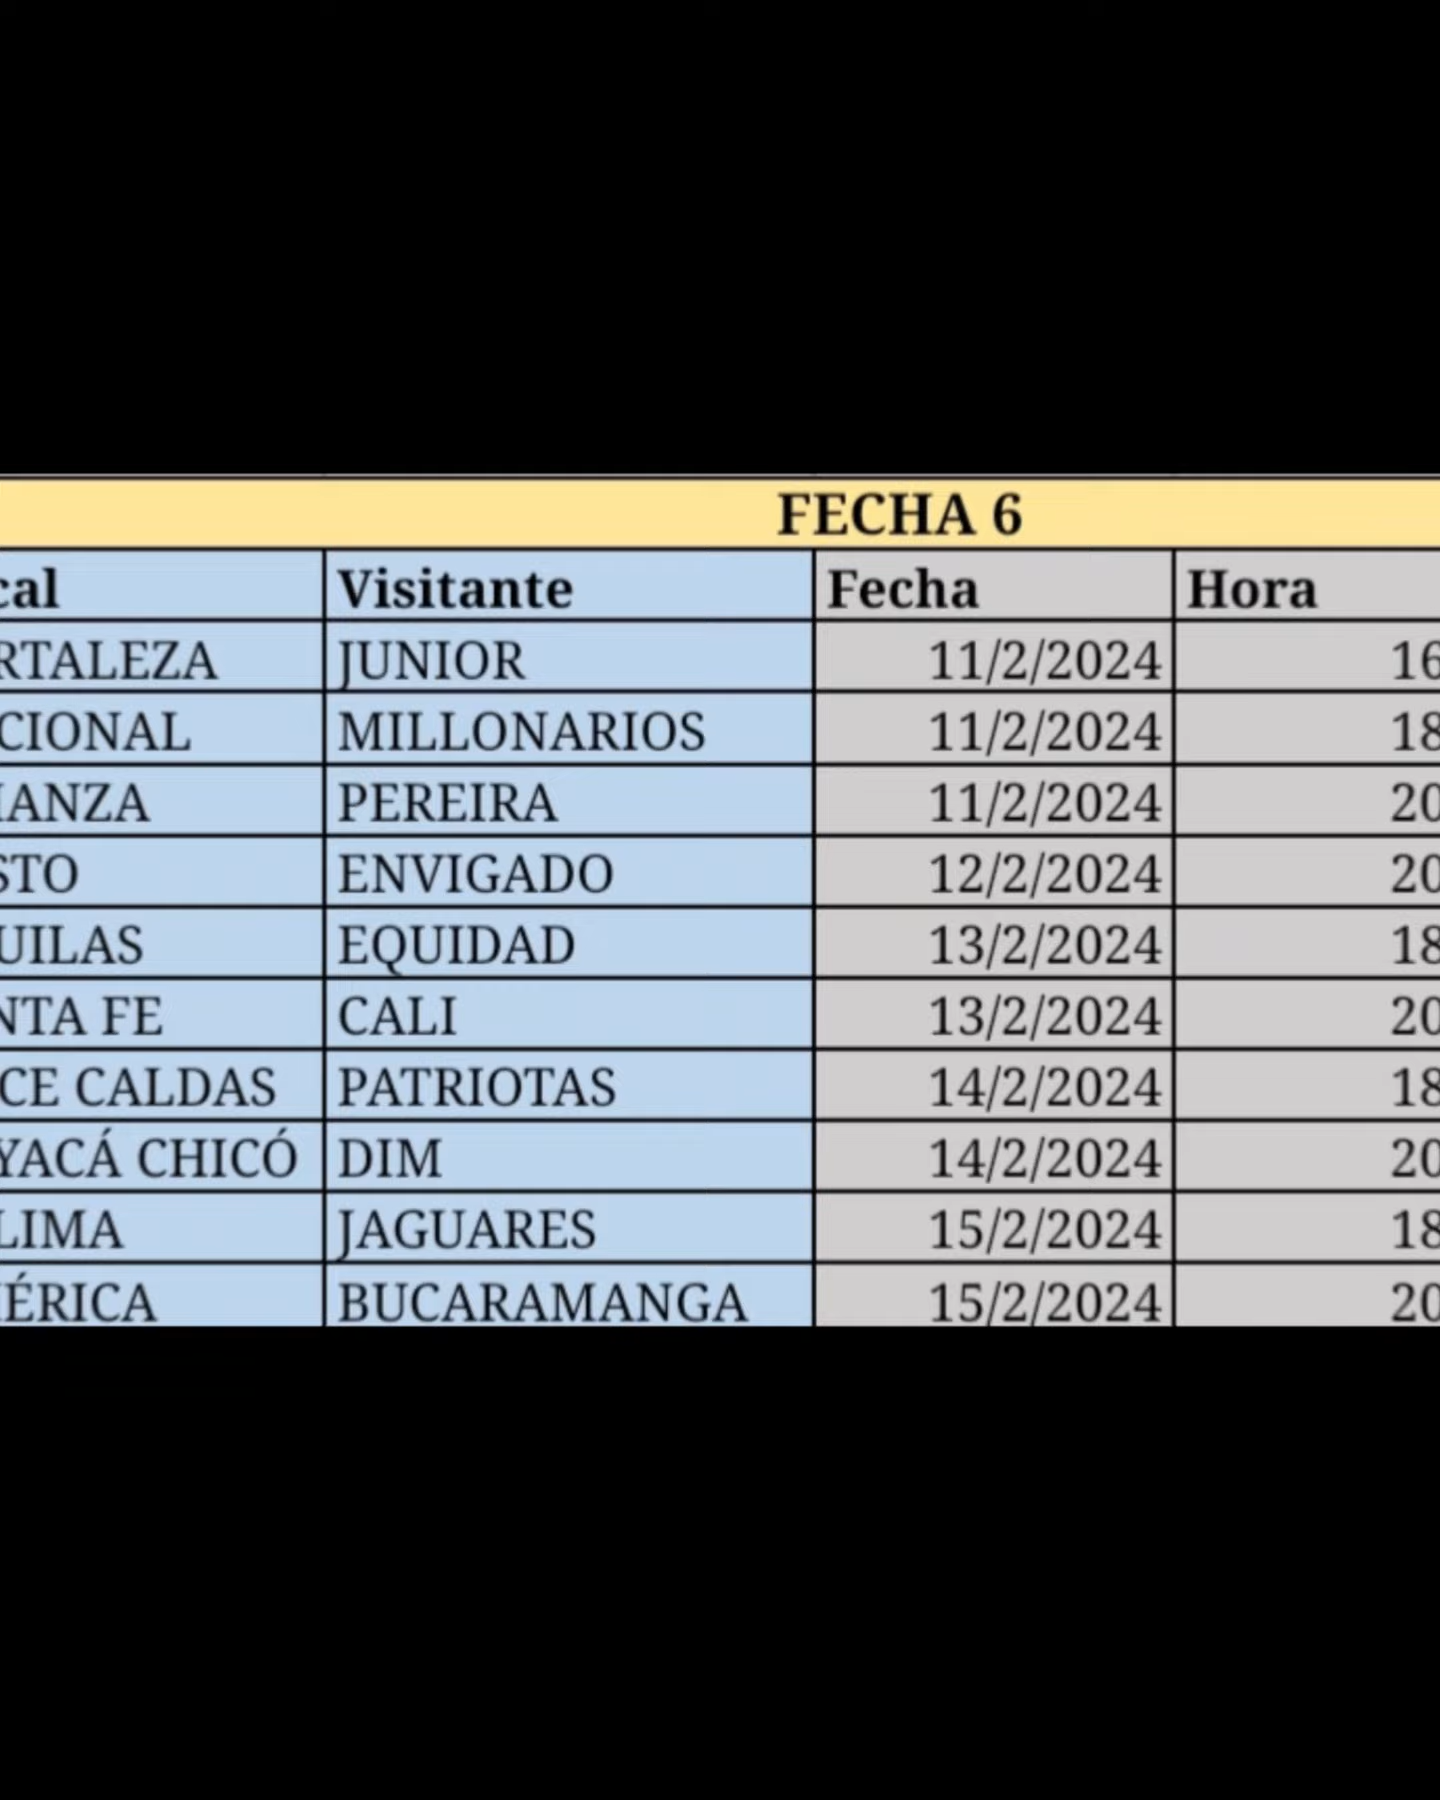 FECHA 6
cal Visitante Fecha Hora
RTALEZA JUNIOR 11/2/2024 16
CIONAL MILLONARIOS 11/2/2024 18
IANZA PEREIRA 11/2/2024 20
STO ENVIGADO 12/2/2024 20
UILAS EQUIDAD 13/2/2024 18
NTA FE CALI 13/2/2024 20
CE CALDAS PATRIOTAS 14/2/2024 18
YACÁ CHICÓ DIM 14/2/2024 20
LIMA JAGUARES 15/2/2024 18
ÉRICA BUCARAMANGA 15/2/2024 20